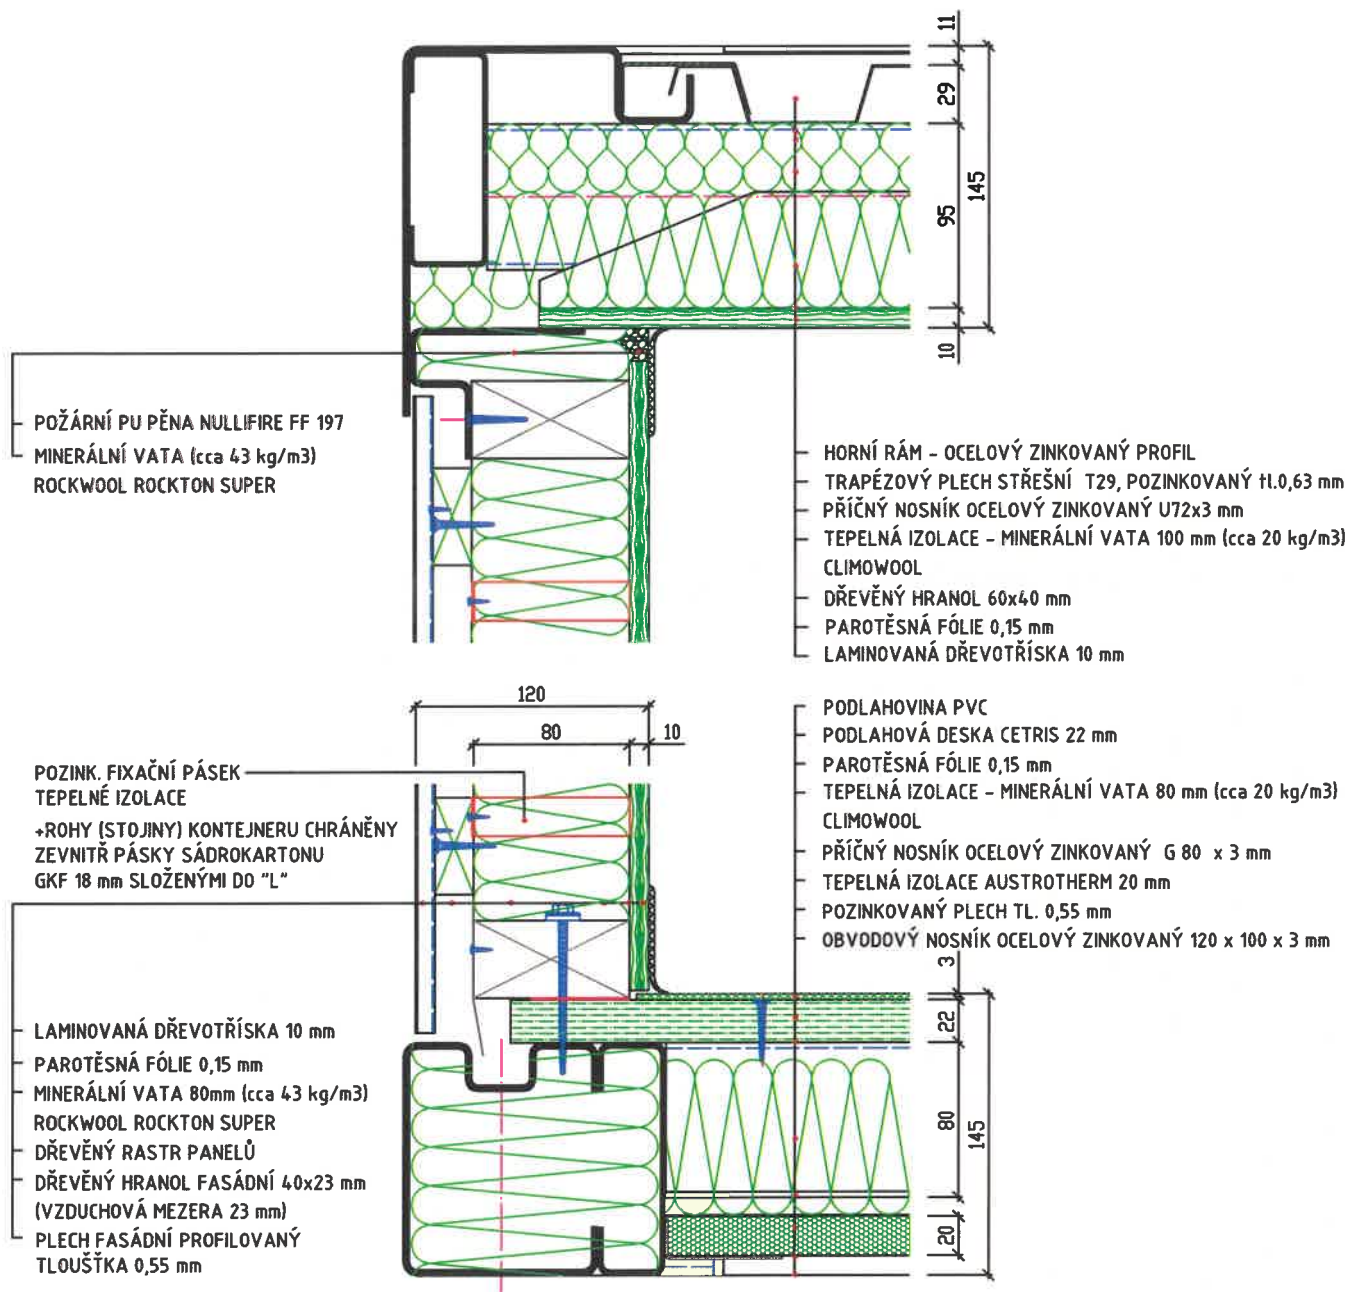 11
29
95
145
10
POŽÁRNÍ PU PĚNA NULLIFIRE FF 197
MINERÁLNÍ VATA (cca 43 kg/m3)
ROCKWOOL ROCKTON SUPER
HORNÍ RÁM - OCELOVÝ ZINKOVANÝ PROFIL
TRAPÉZOVÝ PLECH STŘEŠNÍ T29, POZINKOVANÝ tl.0,63 mm
PŘÍČNÝ NOSNÍK OCELOVÝ ZINKOVANÝ U72x3 mm
TEPELNÁ IZOLACE - MINERÁLNÍ VATA 100 mm (cca 20 kg/m3)
CLIMOWOOL
DŘEVĚNÝ HRANOL 60x40 mm
PAROTĚSNÁ FÓLIE 0,15 mm
LAMINOVANÁ DŘEVOTŘÍSKA 10 mm
120
80
10
POZINK. FIXAČNÍ PÁSEK
TEPELNÉ IZOLACE
+ROHY (STOJINY) KONTEJNERU CHRÁNĚNY
ZEVNITŘ PÁSKY SÁDROKARTONU
GKF 18 mm SLOŽENÝMI DO "L"
PODLAHOVINA PVC
PODLAHOVÁ DESKA CETRIS 22 mm
PAROTĚSNÁ FÓLIE 0,15 mm
TEPELNÁ IZOLACE - MINERÁLNÍ VATA 80 mm (cca 20 kg/m3)
CLIMOWOOL
PŘÍČNÝ NOSNÍK OCELOVÝ ZINKOVANÝ G 80 x 3 mm
TEPELNÁ IZOLACE AUSTROTHERM 20 mm
POZINKOVANÝ PLECH TL. 0,55 mm
OBVODOVÝ NOSNÍK OCELOVÝ ZINKOVANÝ 120 x 100 x 3 mm
3
22
80
145
20
LAMINOVANÁ DŘEVOTŘÍSKA 10 mm
PAROTĚSNÁ FÓLIE 0,15 mm
MINERÁLNÍ VATA 80mm (cca 43 kg/m3)
ROCKWOOL ROCKTON SUPER
DŘEVĚNÝ RASTR PANELŮ
DŘEVĚNÝ HRANOL FASÁDNÍ 40x23 mm
(VZDUCHOVÁ MEZERA 23 mm)
PLECH FASÁDNÍ PROFILOVANÝ
TLOUŠŤKA 0,55 mm